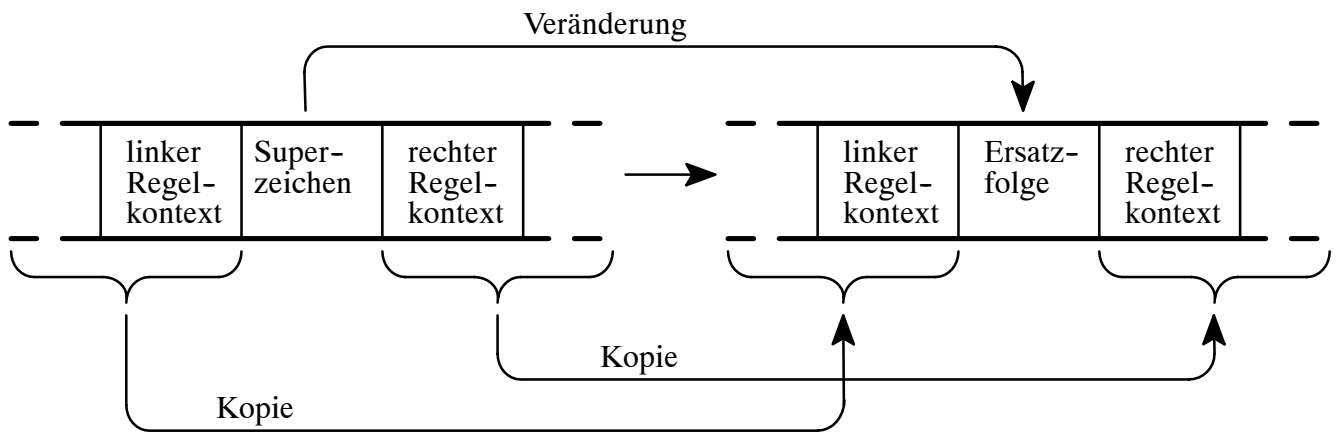 Veränderung
linker
Regel-
kontext
Super-
zeichen
rechter
Regel-
kontext
linker
Regel-
kontext
Ersatz-
folge
rechter
Regel-
kontext
Kopie
Kopie